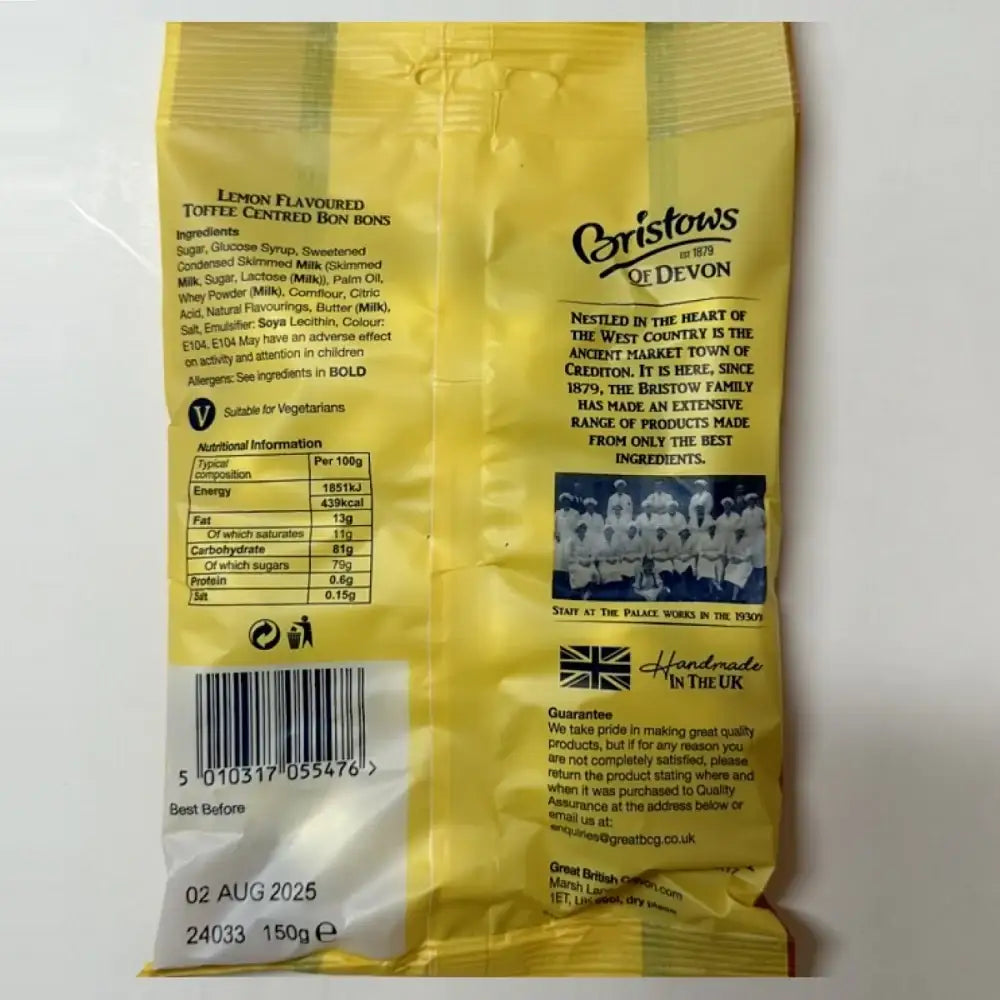 LEMON FLAVOURED
TOFFEE CENTRED BON BONS
Ingredients
Sugar, Glucose Syrup, Sweetened
Condensed Skimmed Milk (Skimmed
Milk, Sugar, Lactose (Milk)), Palm Oil,
Whey Powder (Milk), Cornflour, Citric
Acid, Natural Flavourings, Butter (Milk),
Salt, Emulsifier: Soya Lecithin, Colour:
E104. E104 May have an adverse effect
on activity and attention in children
Allergens: See ingredients in BOLD
V Suitable for Vegetarians
Nutritional Information
Typical composition Per 100g
Energy 1851kJ
439kcal
Fat 13g
Of which saturates 11g
Carbohydrate 81g
Of which sugars 79g
Protein 0.6g
Salt 0.15g
5 010317 055476 >
Best Before
02 AUG 2025
24033 150g e
Bristows
EST 1879
OF DEVON
NESTLED IN THE HEART OF
THE WEST COUNTRY IS THE
ANCIENT MARKET TOWN OF
CREDITON. IT IS HERE, SINCE
1879, THE BRISTOW FAMILY
HAS MADE AN EXTENSIVE
RANGE OF PRODUCTS MADE
FROM ONLY THE BEST
INGREDIENTS.
STAFF AT THE PALACE WORKS IN THE 1930'S
Handmade
IN THE UK
Guarantee
We take pride in making great quality
products, but if for any reason you
are not completely satisfied, please
return the product stating where and
when it was purchased to Quality
Assurance at the address below or
email us at:
enquiries@greatbcg.co.uk
Great British
Marsh
1ET, dry